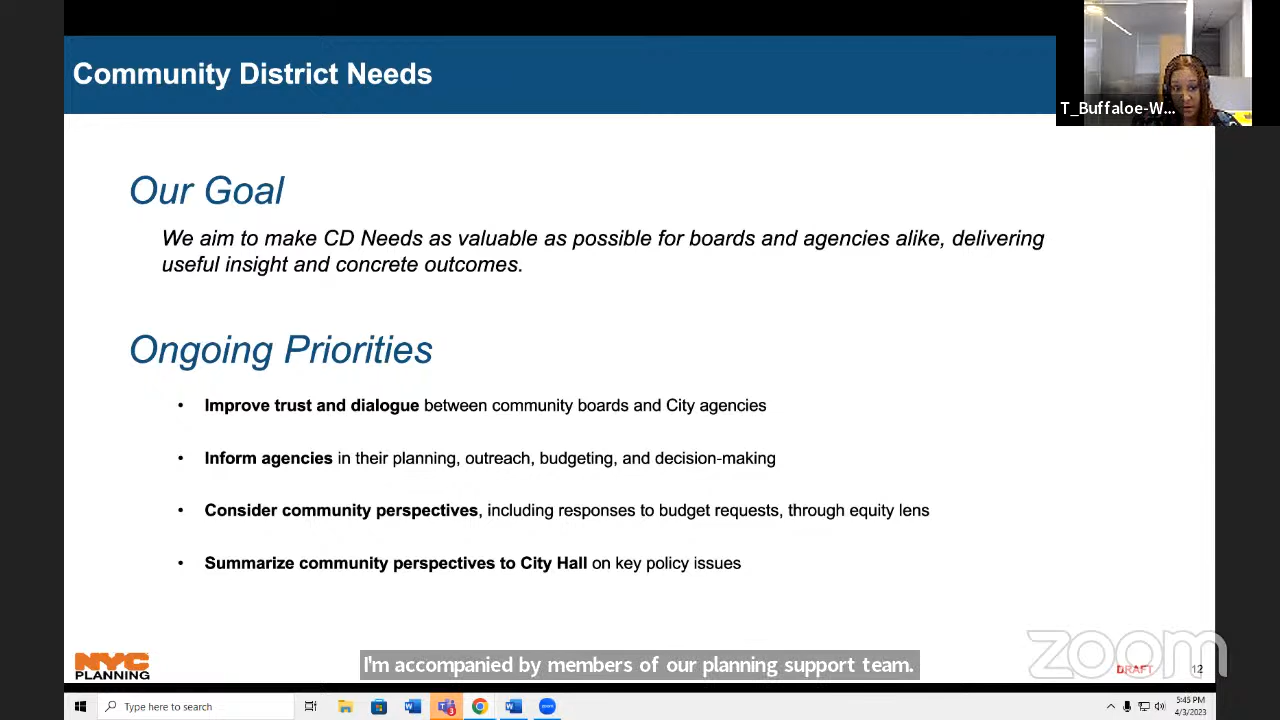 Community District Needs
T_Buffaloe-W...
Our Goal
We aim to make CD Needs as valuable as possible for boards and agencies alike, delivering
useful insight and concrete outcomes.
Ongoing Priorities
• Improve trust and dialogue between community boards and City agencies
• Inform agencies in their planning, outreach, budgeting, and decision-making
• Consider community perspectives, including responses to budget requests, through equity lens
• Summarize community perspectives to City Hall on key policy issues
NYC
PLANNING
I'm accompanied by members of our planning support team.
zoom
DRAFT
12
Type here to search
5:45 PM
4/3/2023